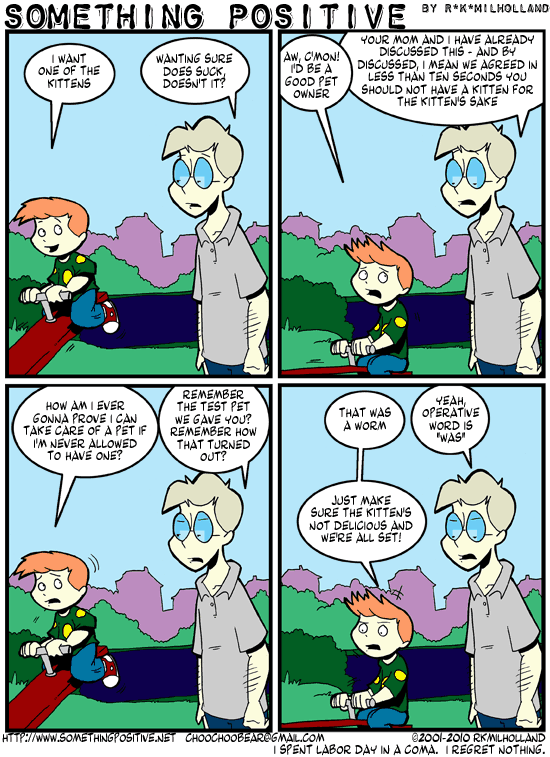 SOMETHING POSITIVE BY R*K*MILHOLLAND
I WANT
ONE OF THE
KITTENS
WANTING SURE
DOES SUCK,
DOESN'T IT?
AW, C'MON!
I'D BE A
GOOD PET
OWNER
YOUR MOM AND I HAVE ALREADY
DISCUSSED THIS - AND BY
DISCUSSED, I MEAN WE AGREED IN
LESS THAN TEN SECONDS YOU
SHOULD NOT HAVE A KITTEN FOR
THE KITTEN'S SAKE
HOW AM I EVER
GONNA PROVE I CAN
TAKE CARE OF A PET IF
I'M NEVER ALLOWED
TO HAVE ONE?
REMEMBER
THE TEST PET
WE GAVE YOU?
REMEMBER HOW
THAT TURNED
OUT?
THAT WAS
A WORM
YEAH,
OPERATIVE
WORD IS
"WAS"
JUST MAKE
SURE THE KITTEN'S
NOT DELICIOUS AND
WE'RE ALL SET!
HTTP://WWW.SOMETHINGPOSITIVE.NET CHOOCHOOBEAR@GMAIL.COM ©2001-2010 RKMILHOLLAND
I SPENT LABOR DAY IN A COMA. I REGRET NOTHING.